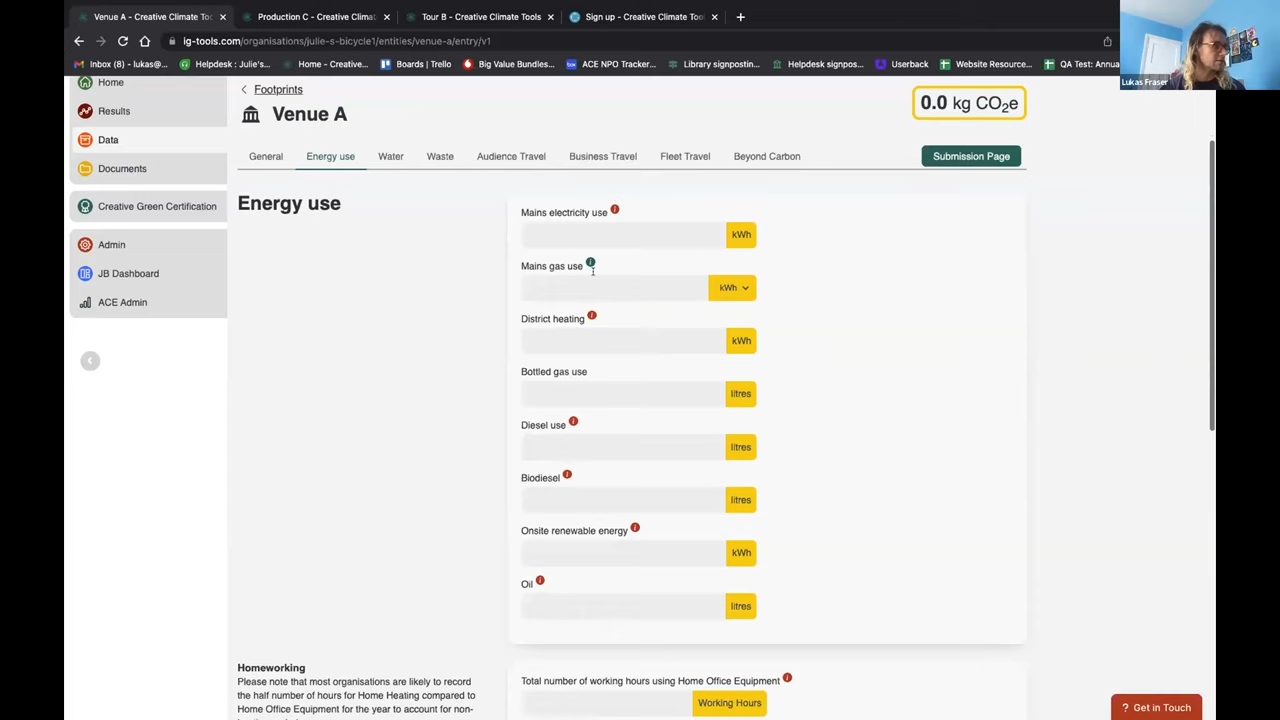 Venue A - Creative Climate Too
Production C - Creative Climat
Tour B - Creative Climate Tools
Sign up - Creative Climate Too
ig-tools.com/organisations/julie-s-bicycle1/entities/venue-a/entry/v1
Inbox (8) - lukas@...
Helpdesk : Julie's...
Home - Creative...
Boards | Trello
Big Value Bundles...
ACE NPO Tracker...
Library signpostin...
Helpdesk signpos...
Userback
Website Resource...
QA Test: Annua
Lukas Fraser
Home
Results
Data
Documents
Creative Green Certification
Admin
JB Dashboard
ACE Admin
Footprints
Venue A
0.0 kg CO2e
General
Energy use
Water
Waste
Audience Travel
Business Travel
Fleet Travel
Beyond Carbon
Submission Page
Energy use
Mains electricity use
kWh
Mains gas use
kWh
District heating
kWh
Bottled gas use
litres
Diesel use
litres
Biodiesel
litres
Onsite renewable energy
kWh
Oil
litres
Homeworking
Please note that most organisations are likely to record
the half number of hours for Home Heating compared to
Home Office Equipment for the year to account for non-
Total number of working hours using Home Office Equipment
Working Hours
? Get in Touch